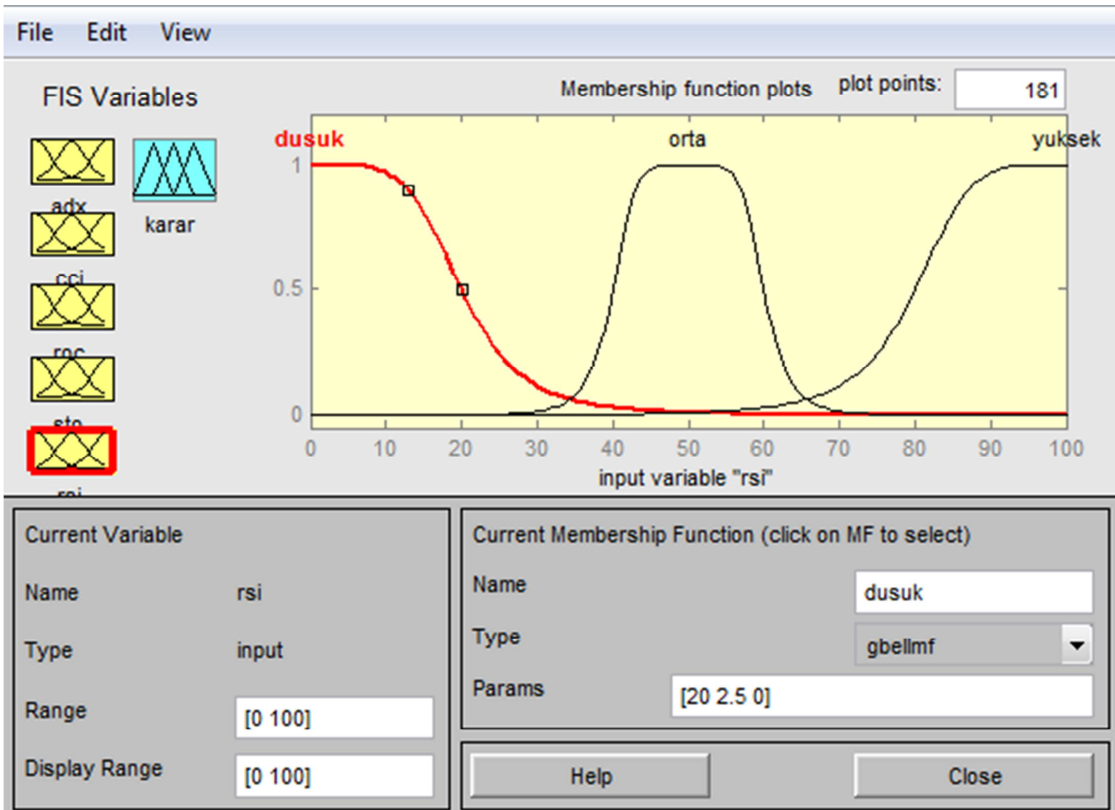 File Edit View
FIS Variables
Membership function plots plot points: 181
adx
karar
cci
roc
sto
rsi
dusuk orta yuksek
1
0.5
0
0 10 20 30 40 50 60 70 80 90 100
input variable "rsi"
Current Variable
Name rsi
Type input
Range [0 100]
Display Range [0 100]
Current Membership Function (click on MF to select)
Name dusuk
Type gbellmf
Params [20 2.5 0]
Help Close